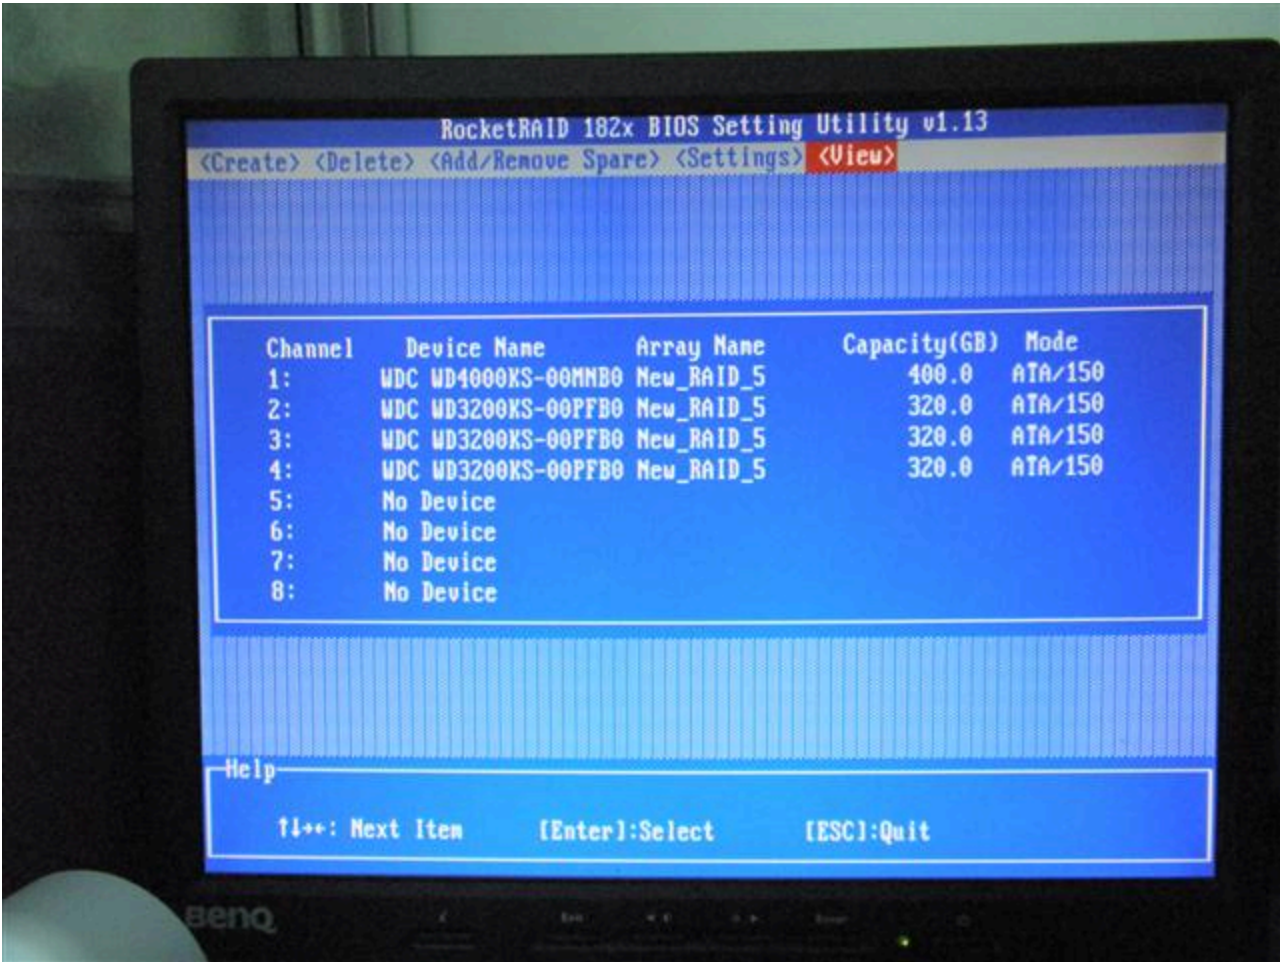 RocketRAID 182x BIOS Setting Utility v1.13
<Create> <Delete> <Add/Remove Spare> <Settings> <View>
Channel Device Name Array Name Capacity(GB) Mode
1: WDC WD4000KS-00MNB0 New_RAID_5 400.0 ATA/150
2: WDC WD3200KS-00PFB0 New_RAID_5 320.0 ATA/150
3: WDC WD3200KS-00PFB0 New_RAID_5 320.0 ATA/150
4: WDC WD3200KS-00PFB0 New_RAID_5 320.0 ATA/150
5: No Device
6: No Device
7: No Device
8: No Device
Help
↑↓→←: Next Item [Enter]:Select [ESC]:Quit
BenQ